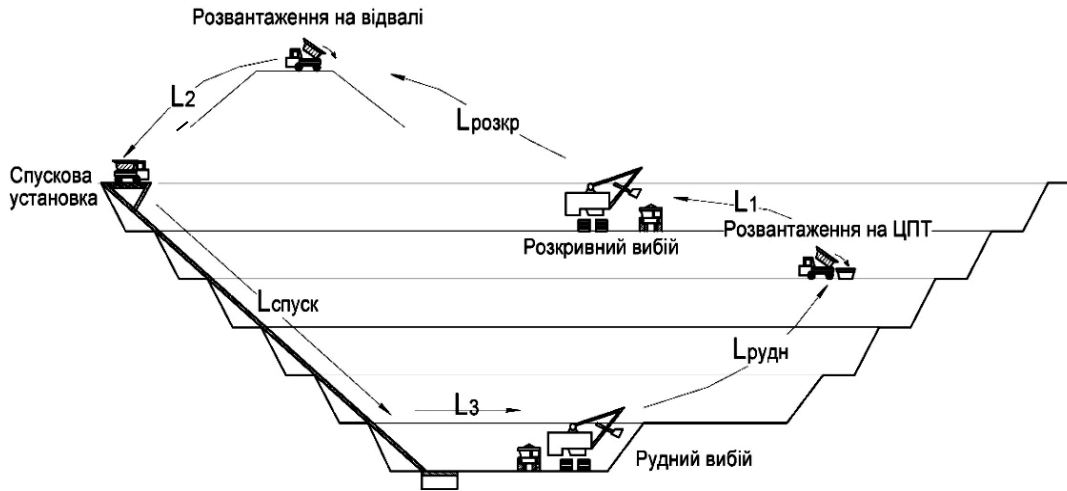 Розвантаження на відвалі
L2
Lрозкр
Спускова
установка
L1
Розвантаження на ЦПТ
Розкривний вибій
Lспуск
Lрудн
L3
Рудний вибій